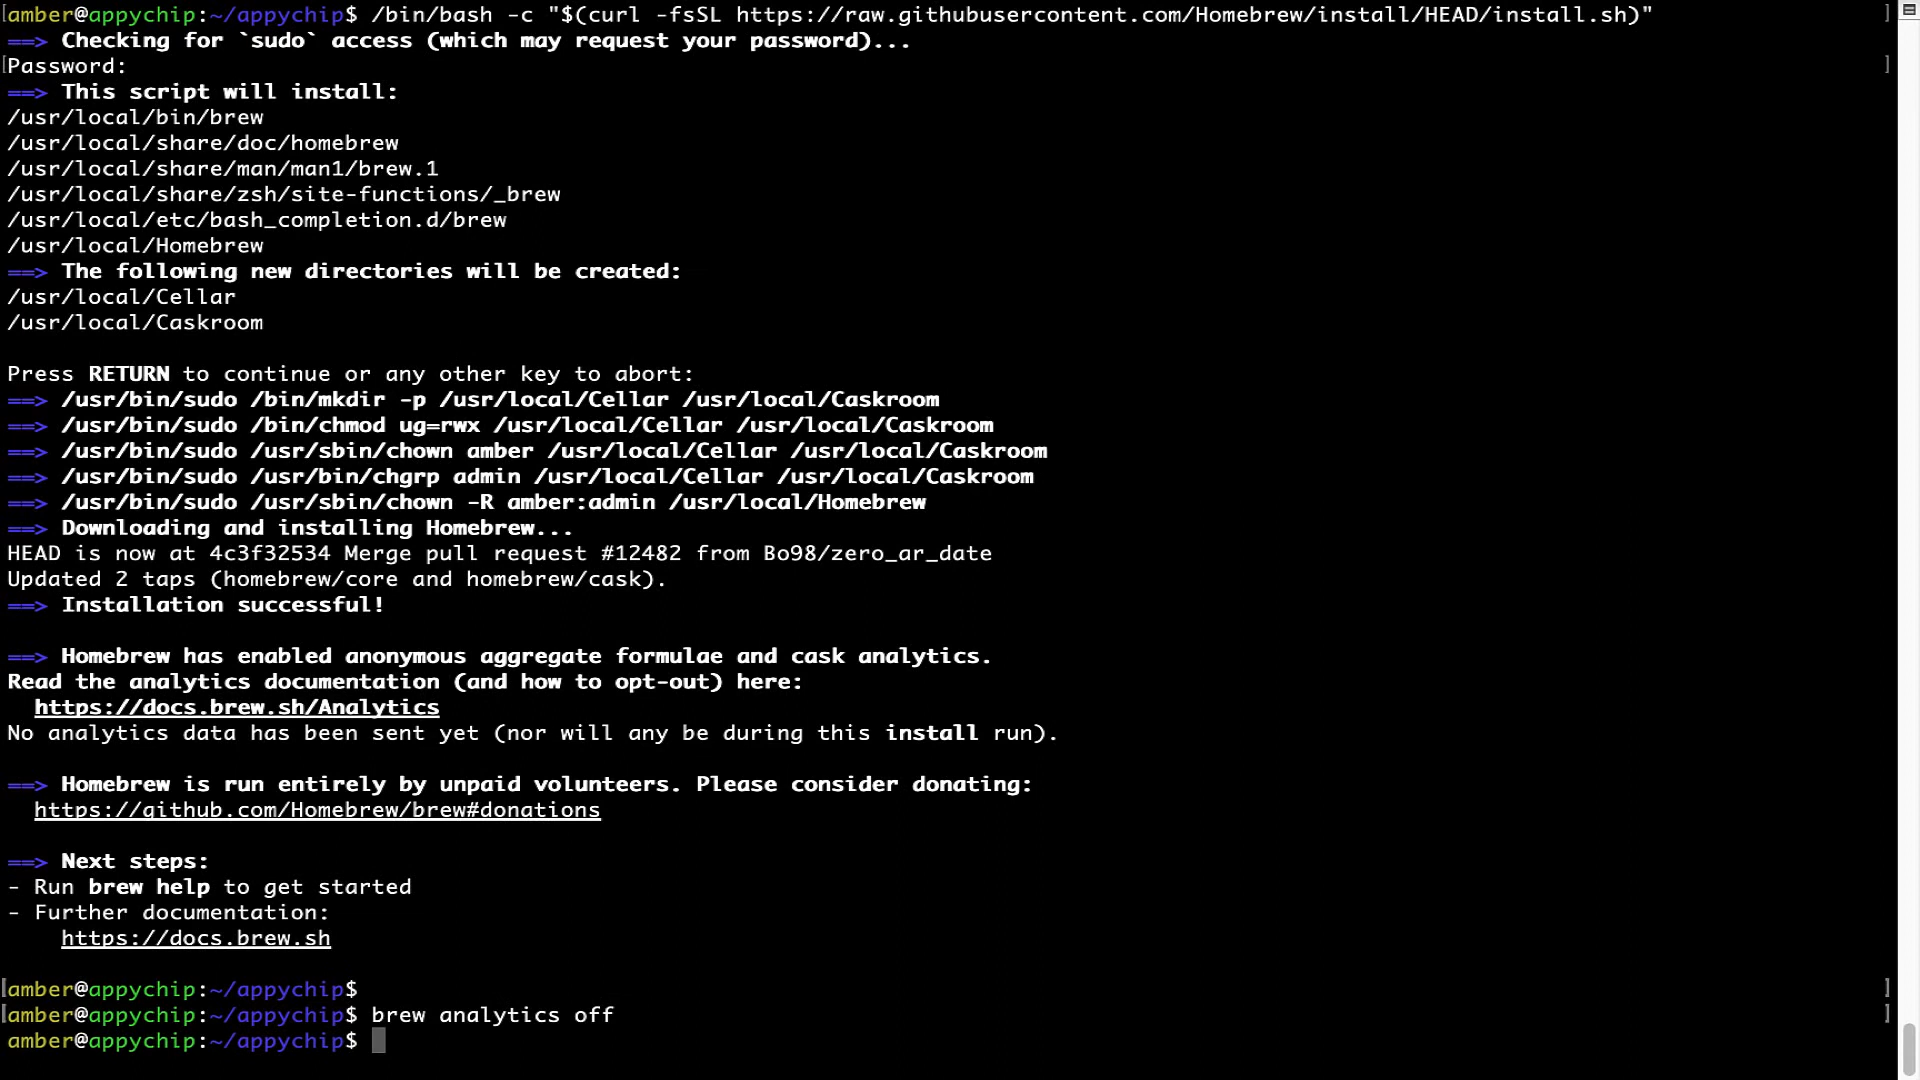 amber@appychip:~/appychip$ /bin/bash -c "$(curl -fsSL https://raw.githubusercontent.com/Homebrew/install/HEAD/install.sh)"
==> Checking for `sudo` access (which may request your password)...
Password:
==> This script will install:
/usr/local/bin/brew
/usr/local/share/doc/homebrew
/usr/local/share/man/man1/brew.1
/usr/local/share/zsh/site-functions/_brew
/usr/local/etc/bash_completion.d/brew
/usr/local/Homebrew
==> The following new directories will be created:
/usr/local/Cellar
/usr/local/Caskroom
Press RETURN to continue or any other key to abort:
==> /usr/bin/sudo /bin/mkdir -p /usr/local/Cellar /usr/local/Caskroom
==> /usr/bin/sudo /bin/chmod ug=rwx /usr/local/Cellar /usr/local/Caskroom
==> /usr/bin/sudo /usr/sbin/chown amber /usr/local/Cellar /usr/local/Caskroom
==> /usr/bin/sudo /usr/bin/chgrp admin /usr/local/Cellar /usr/local/Caskroom
==> /usr/bin/sudo /usr/sbin/chown -R amber:admin /usr/local/Homebrew
==> Downloading and installing Homebrew...
HEAD is now at 4c3f32534 Merge pull request #12482 from Bo98/zero_ar_date
Updated 2 taps (homebrew/core and homebrew/cask).
==> Installation successful!
==> Homebrew has enabled anonymous aggregate formulae and cask analytics.
Read the analytics documentation (and how to opt-out) here:
https://docs.brew.sh/Analytics
No analytics data has been sent yet (nor will any be during this install run).
==> Homebrew is run entirely by unpaid volunteers. Please consider donating:
https://github.com/Homebrew/brew#donations
==> Next steps:
- Run brew help to get started
- Further documentation:
https://docs.brew.sh
amber@appychip:~/appychip$
amber@appychip:~/appychip$ brew analytics off
amber@appychip:~/appychip$